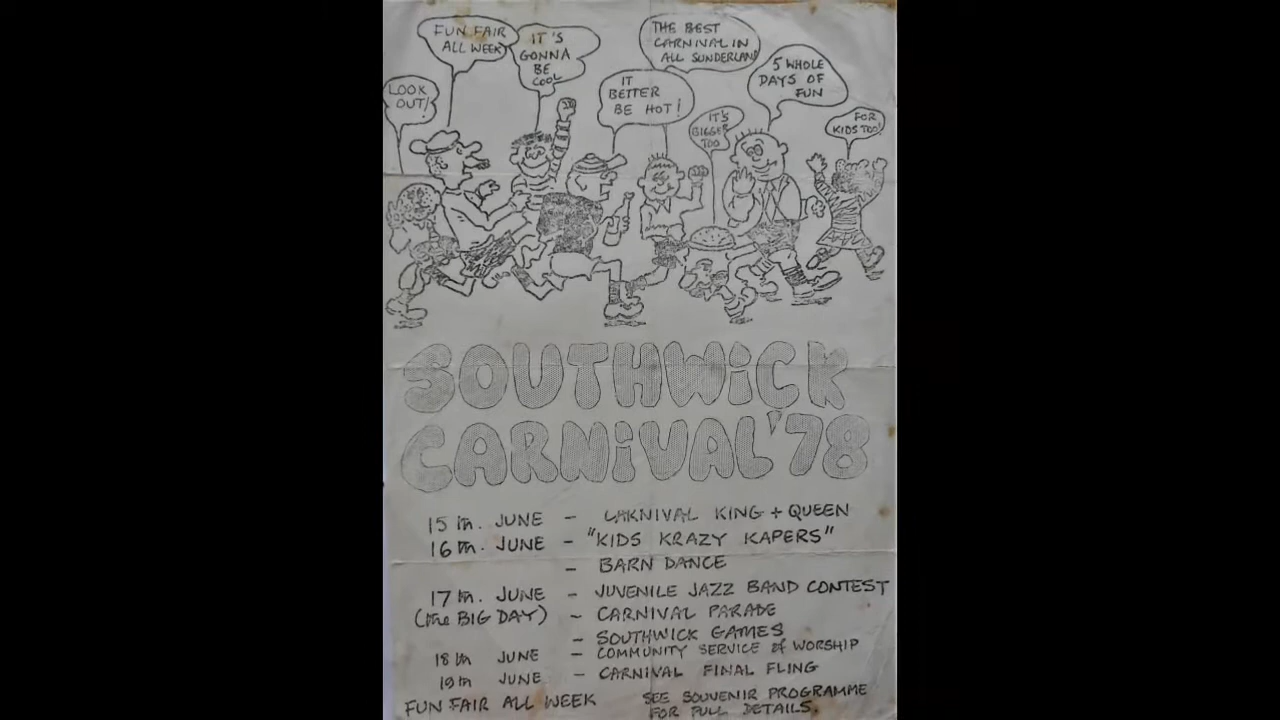 LOOK
OUT!
FUN FAIR
ALL WEEK
IT'S
GONNA
BE
COOL
IT
BETTER
BE HOT!
THE BEST
CARNIVAL IN
ALL SUNDERLAND
IT'S
BIGGER
TOO
5 WHOLE
DAYS OF
FUN
FOR
KIDS TOO!
SOUTHWiCK
CARNiVAL '78
15th. JUNE - CARNIVAL KING + QUEEN
16th. JUNE - "KIDS KRAZY KAPERS"
- BARN DANCE
17th. JUNE - JUVENILE JAZZ BAND CONTEST
(the BIG DAY) - CARNIVAL PARADE
- SOUTHWICK GAMES
18th JUNE - COMMUNITY SERVICE of WORSHIP
19th JUNE - CARNIVAL FINAL FLING
FUN FAIR ALL WEEK SEE SOUVENIR PROGRAMME
FOR FULL DETAILS.